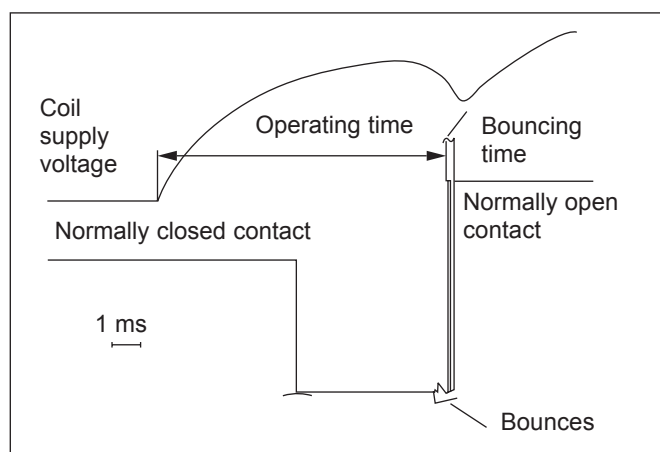 Coil
supply
voltage
Operating time
Bouncing
time
Normally closed contact
Normally open
contact
1 ms
Bounces